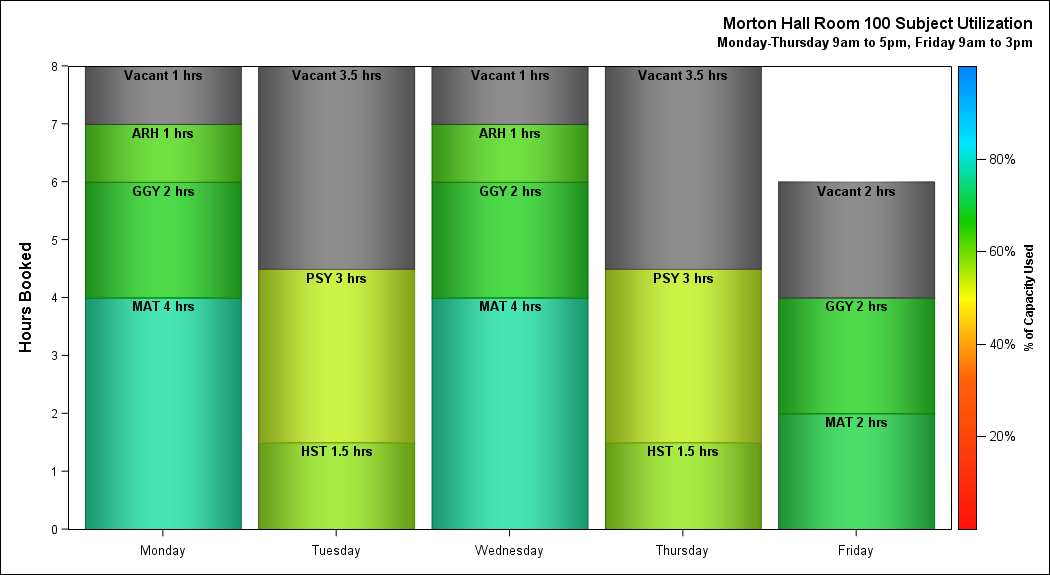 Morton Hall Room 100 Subject Utilization
Monday-Thursday 9am to 5pm, Friday 9am to 3pm
Hours Booked
8
7
6
5
4
3
2
1
0
Vacant 1 hrs
ARH 1 hrs
GGY 2 hrs
MAT 4 hrs
Vacant 3.5 hrs
PSY 3 hrs
HST 1.5 hrs
Vacant 1 hrs
ARH 1 hrs
GGY 2 hrs
MAT 4 hrs
Vacant 3.5 hrs
PSY 3 hrs
HST 1.5 hrs
Vacant 2 hrs
GGY 2 hrs
MAT 2 hrs
Monday
Tuesday
Wednesday
Thursday
Friday
80%
60%
40%
20%
% of Capacity Used